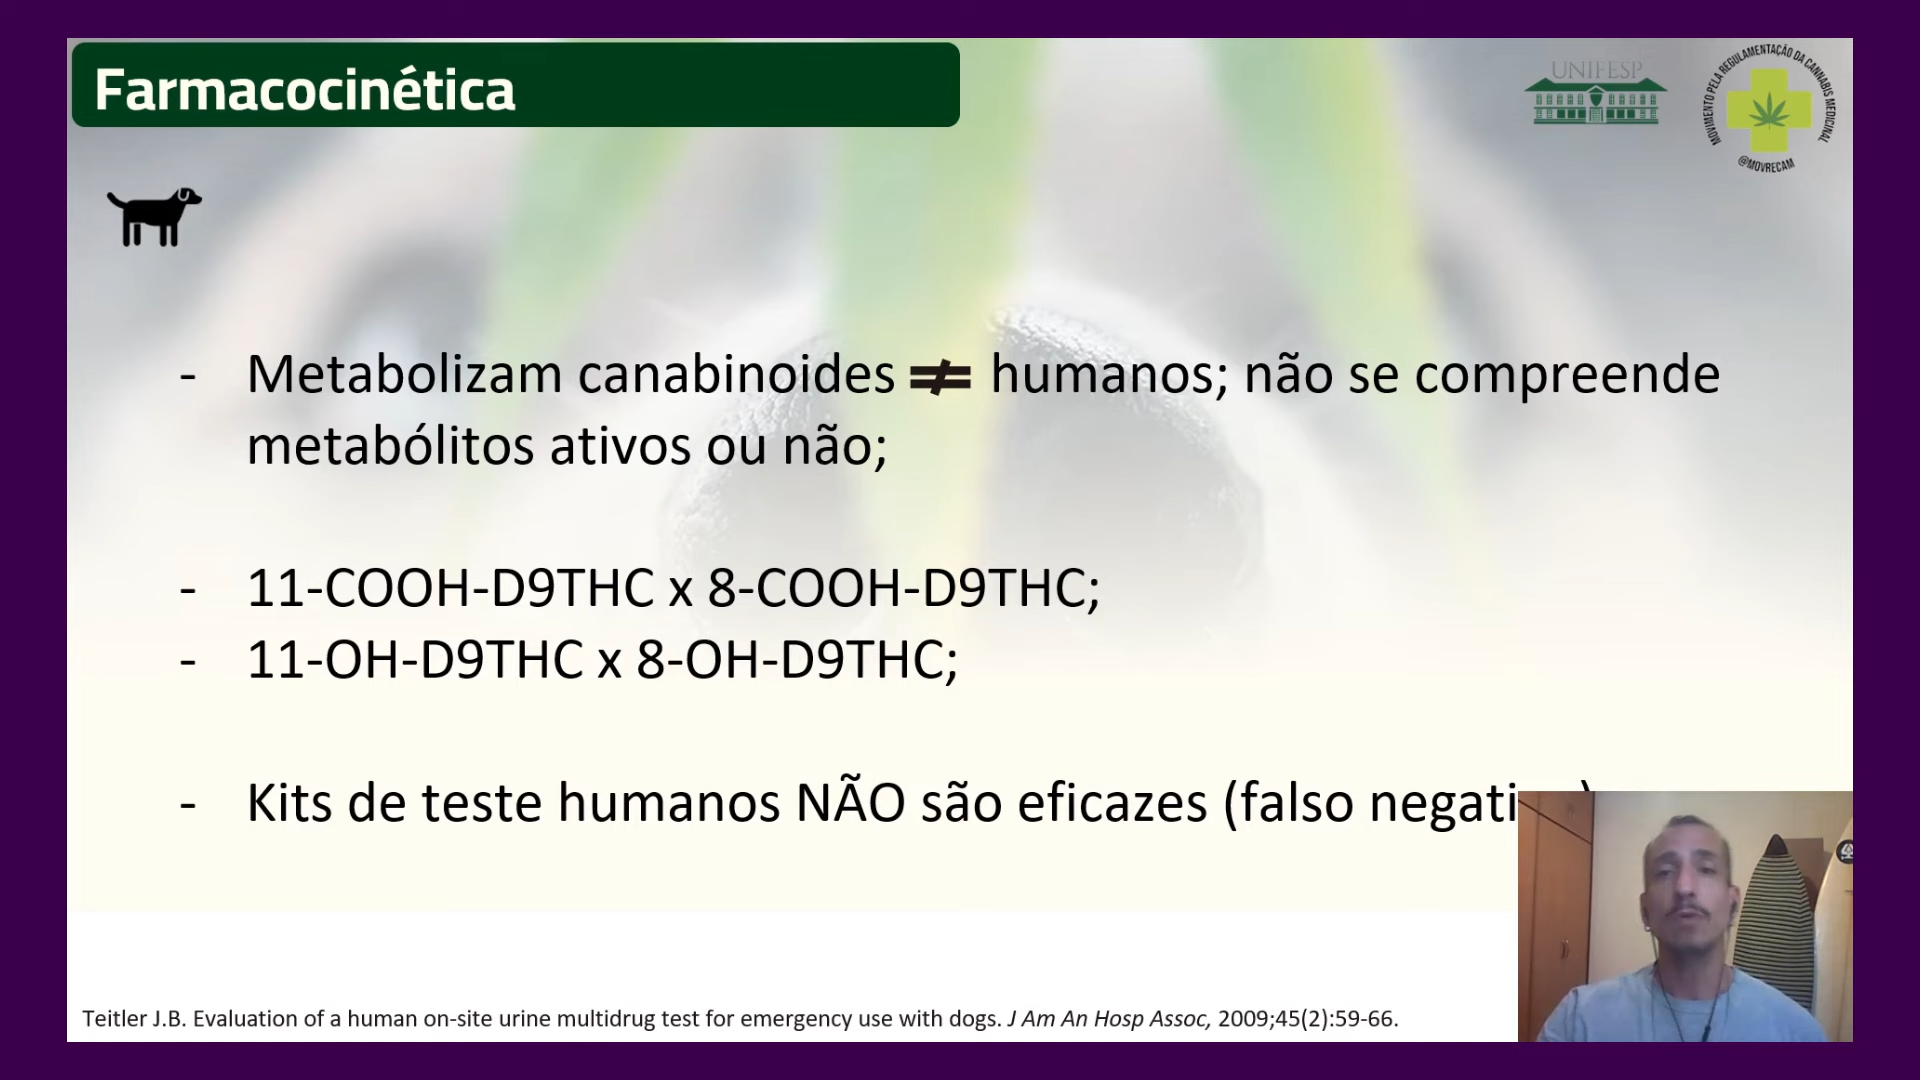 Farmacocinética
UNIFESP
MOVIMENTO PELA REGULAMENTAÇÃO DA CANNABIS MEDICINAL
@MOVRECAM
- Metabolizam canabinoides ≠ humanos; não se compreende
metabólitos ativos ou não;
- 11-COOH-D9THC x 8-COOH-D9THC;
- 11-OH-D9THC x 8-OH-D9THC;
- Kits de teste humanos NÃO são eficazes (falso negati
Teitler J.B. Evaluation of a human on-site urine multidrug test for emergency use with dogs. J Am An Hosp Assoc, 2009;45(2):59-66.